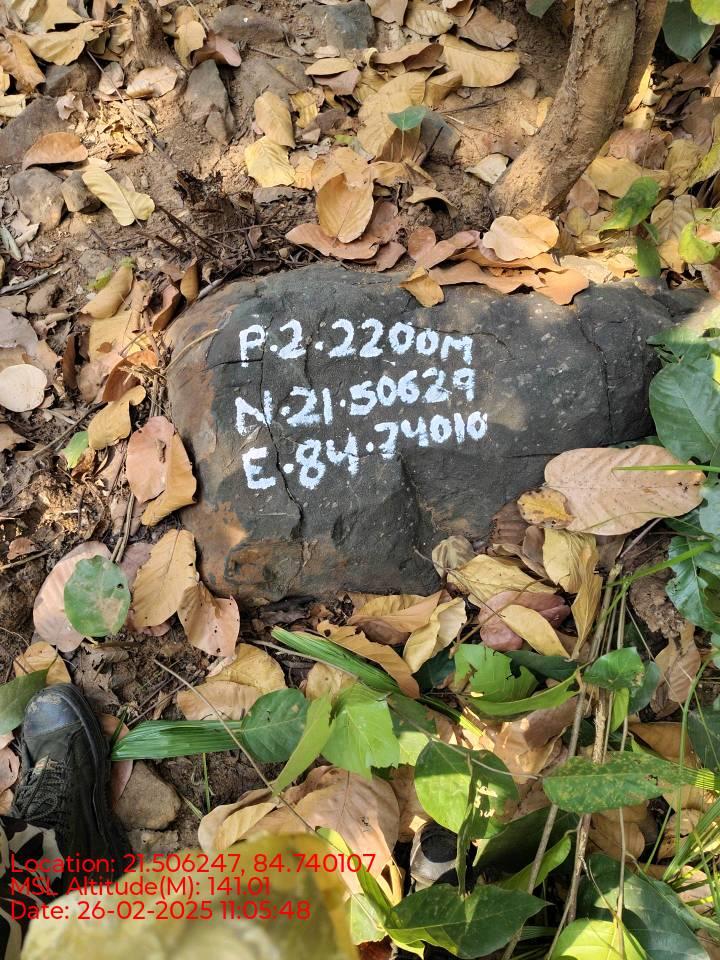 P.2.2200M
N.21.50629
E.84.74010
Location: 21.506247, 84.740107
MSL Altitude(M): 141.01
Date: 26-02-2025 11:05:48